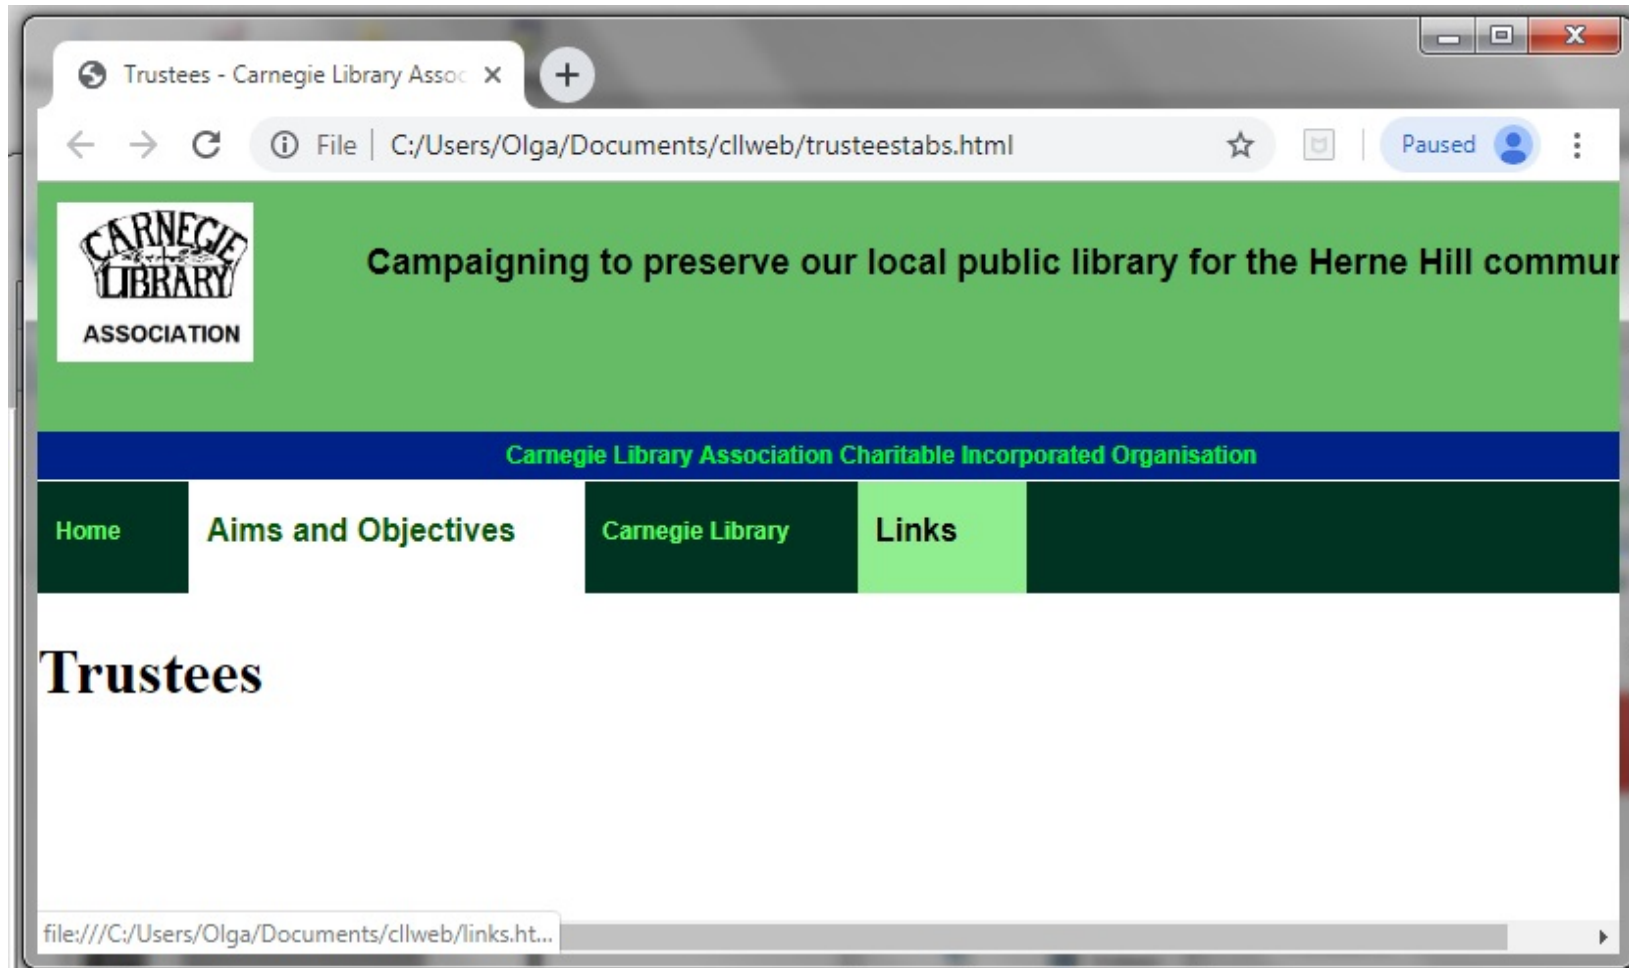 Trustees - Carnegie Library Assoc
File C:/Users/Olga/Documents/cllweb/trusteestabs.html
Paused
CARNEGIE
LIBRARY
ASSOCIATION
Campaigning to preserve our local public library for the Herne Hill commun
Carnegie Library Association Charitable Incorporated Organisation
Home Aims and Objectives Carnegie Library Links
Trustees
file:///C:/Users/Olga/Documents/cllweb/links.ht...